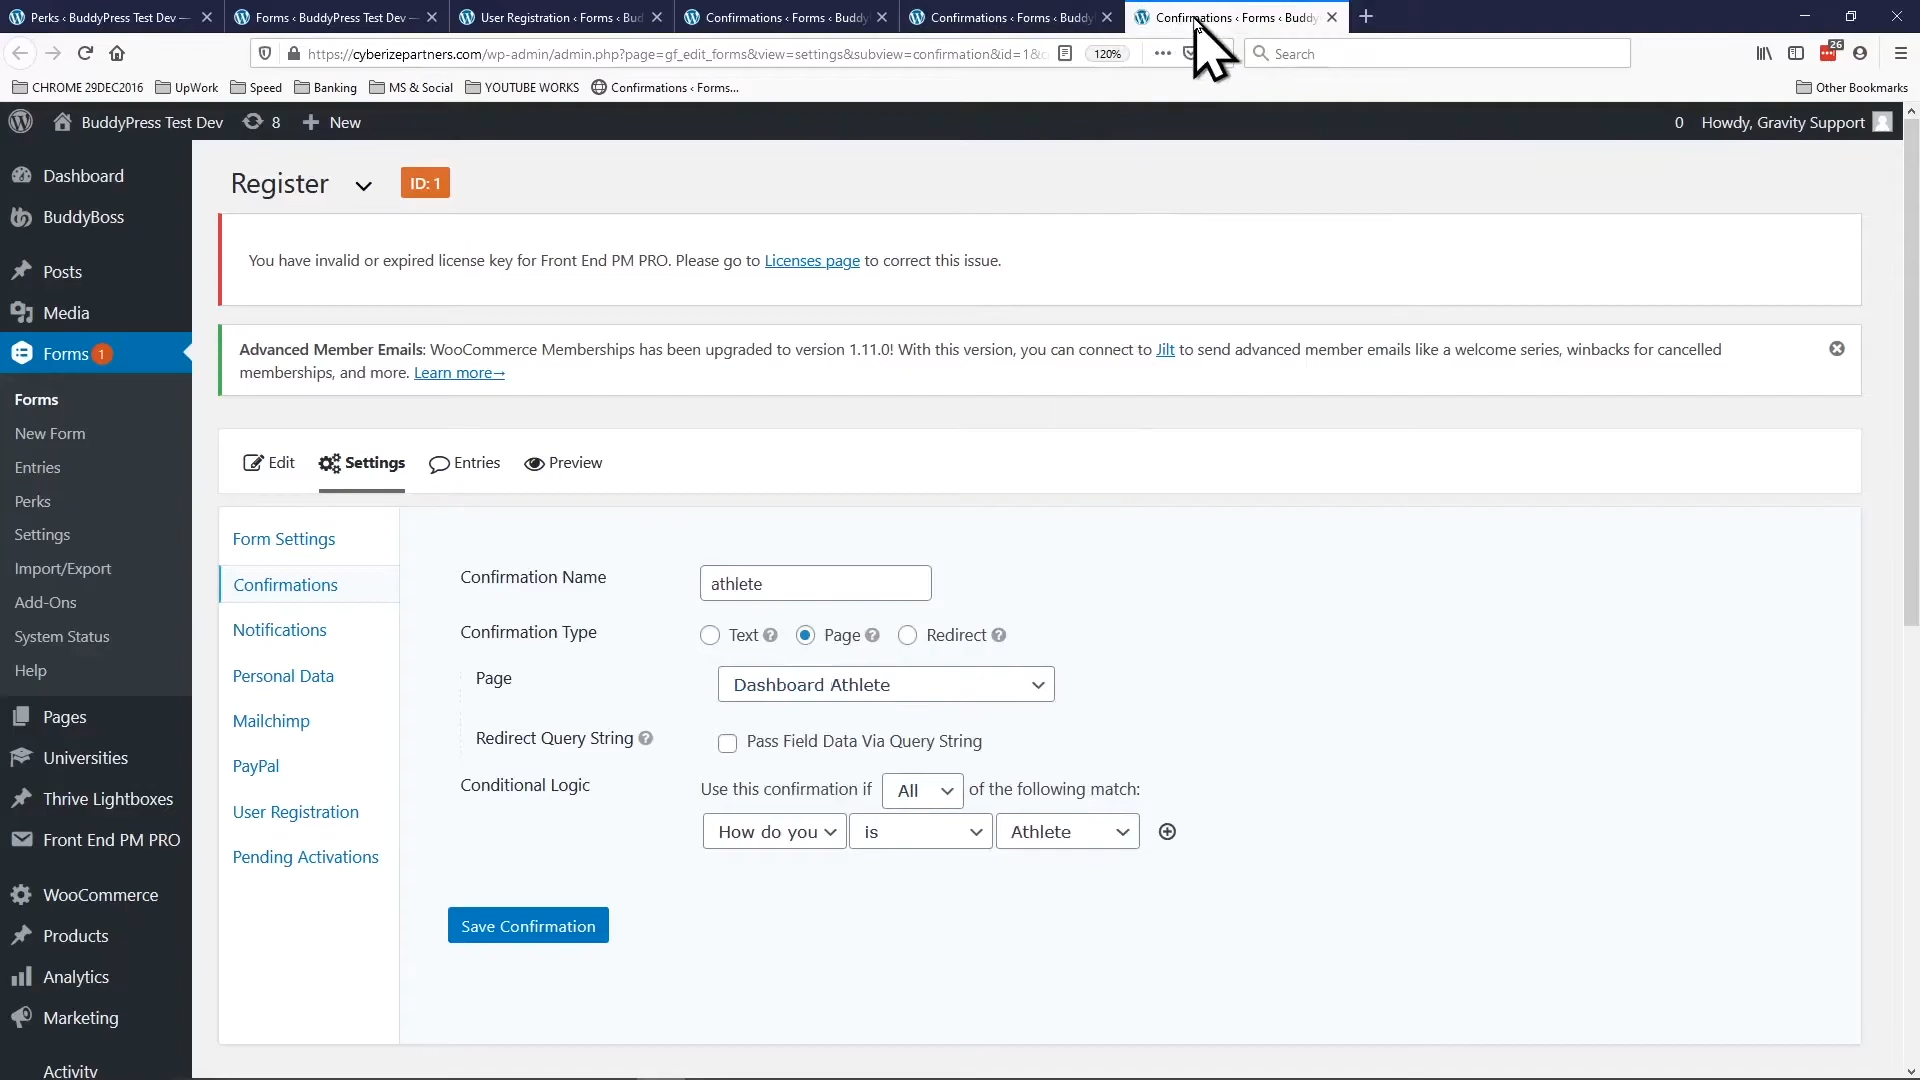 Perks ‹ BuddyPress Test Dev —
Forms ‹ BuddyPress Test Dev —
User Registration ‹ Forms ‹ Bud
Confirmations ‹ Forms ‹ Buddy
Confirmations ‹ Forms ‹ Buddy
Confirmations ‹ Forms ‹ Buddy
https://cyberizepartners.com/wp-admin/admin.php?page=gf_edit_forms&view=settings&subview=confirmation&id=1&c
120%
Search
26
CHROME 29DEC2016
UpWork
Speed
Banking
MS & Social
YOUTUBE WORKS
Confirmations ‹ Forms...
Other Bookmarks
BuddyPress Test Dev
8
New
0
Howdy, Gravity Support
Dashboard
BuddyBoss
Posts
Media
Forms 1
Forms
New Form
Entries
Perks
Settings
Import/Export
Add-Ons
System Status
Help
Pages
Universities
Thrive Lightboxes
Front End PM PRO
WooCommerce
Products
Analytics
Marketing
Activity
Register
ID: 1
You have invalid or expired license key for Front End PM PRO. Please go to Licenses page to correct this issue.
Advanced Member Emails: WooCommerce Memberships has been upgraded to version 1.11.0! With this version, you can connect to Jilt to send advanced member emails like a welcome series, winbacks for cancelled
memberships, and more. Learn more→
Edit
Settings
Entries
Preview
Form Settings
Confirmations
Notifications
Personal Data
Mailchimp
PayPal
User Registration
Pending Activations
Confirmation Name
athlete
Confirmation Type
Text ?
Page ?
Redirect ?
Page
Dashboard Athlete
Redirect Query String ?
Pass Field Data Via Query String
Conditional Logic
Use this confirmation if All of the following match:
How do you
is
Athlete
Save Confirmation